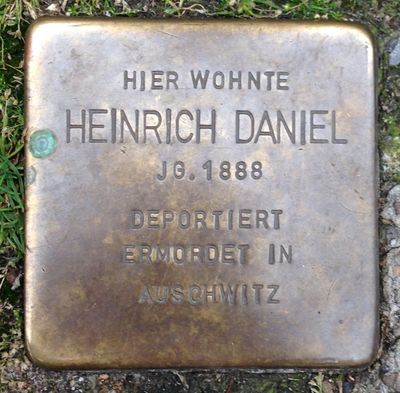 HIER WOHNTE
HEINRICH DANIEL
JG. 1888
DEPORTIERT
ERMORDET IN
AUSCHWITZ